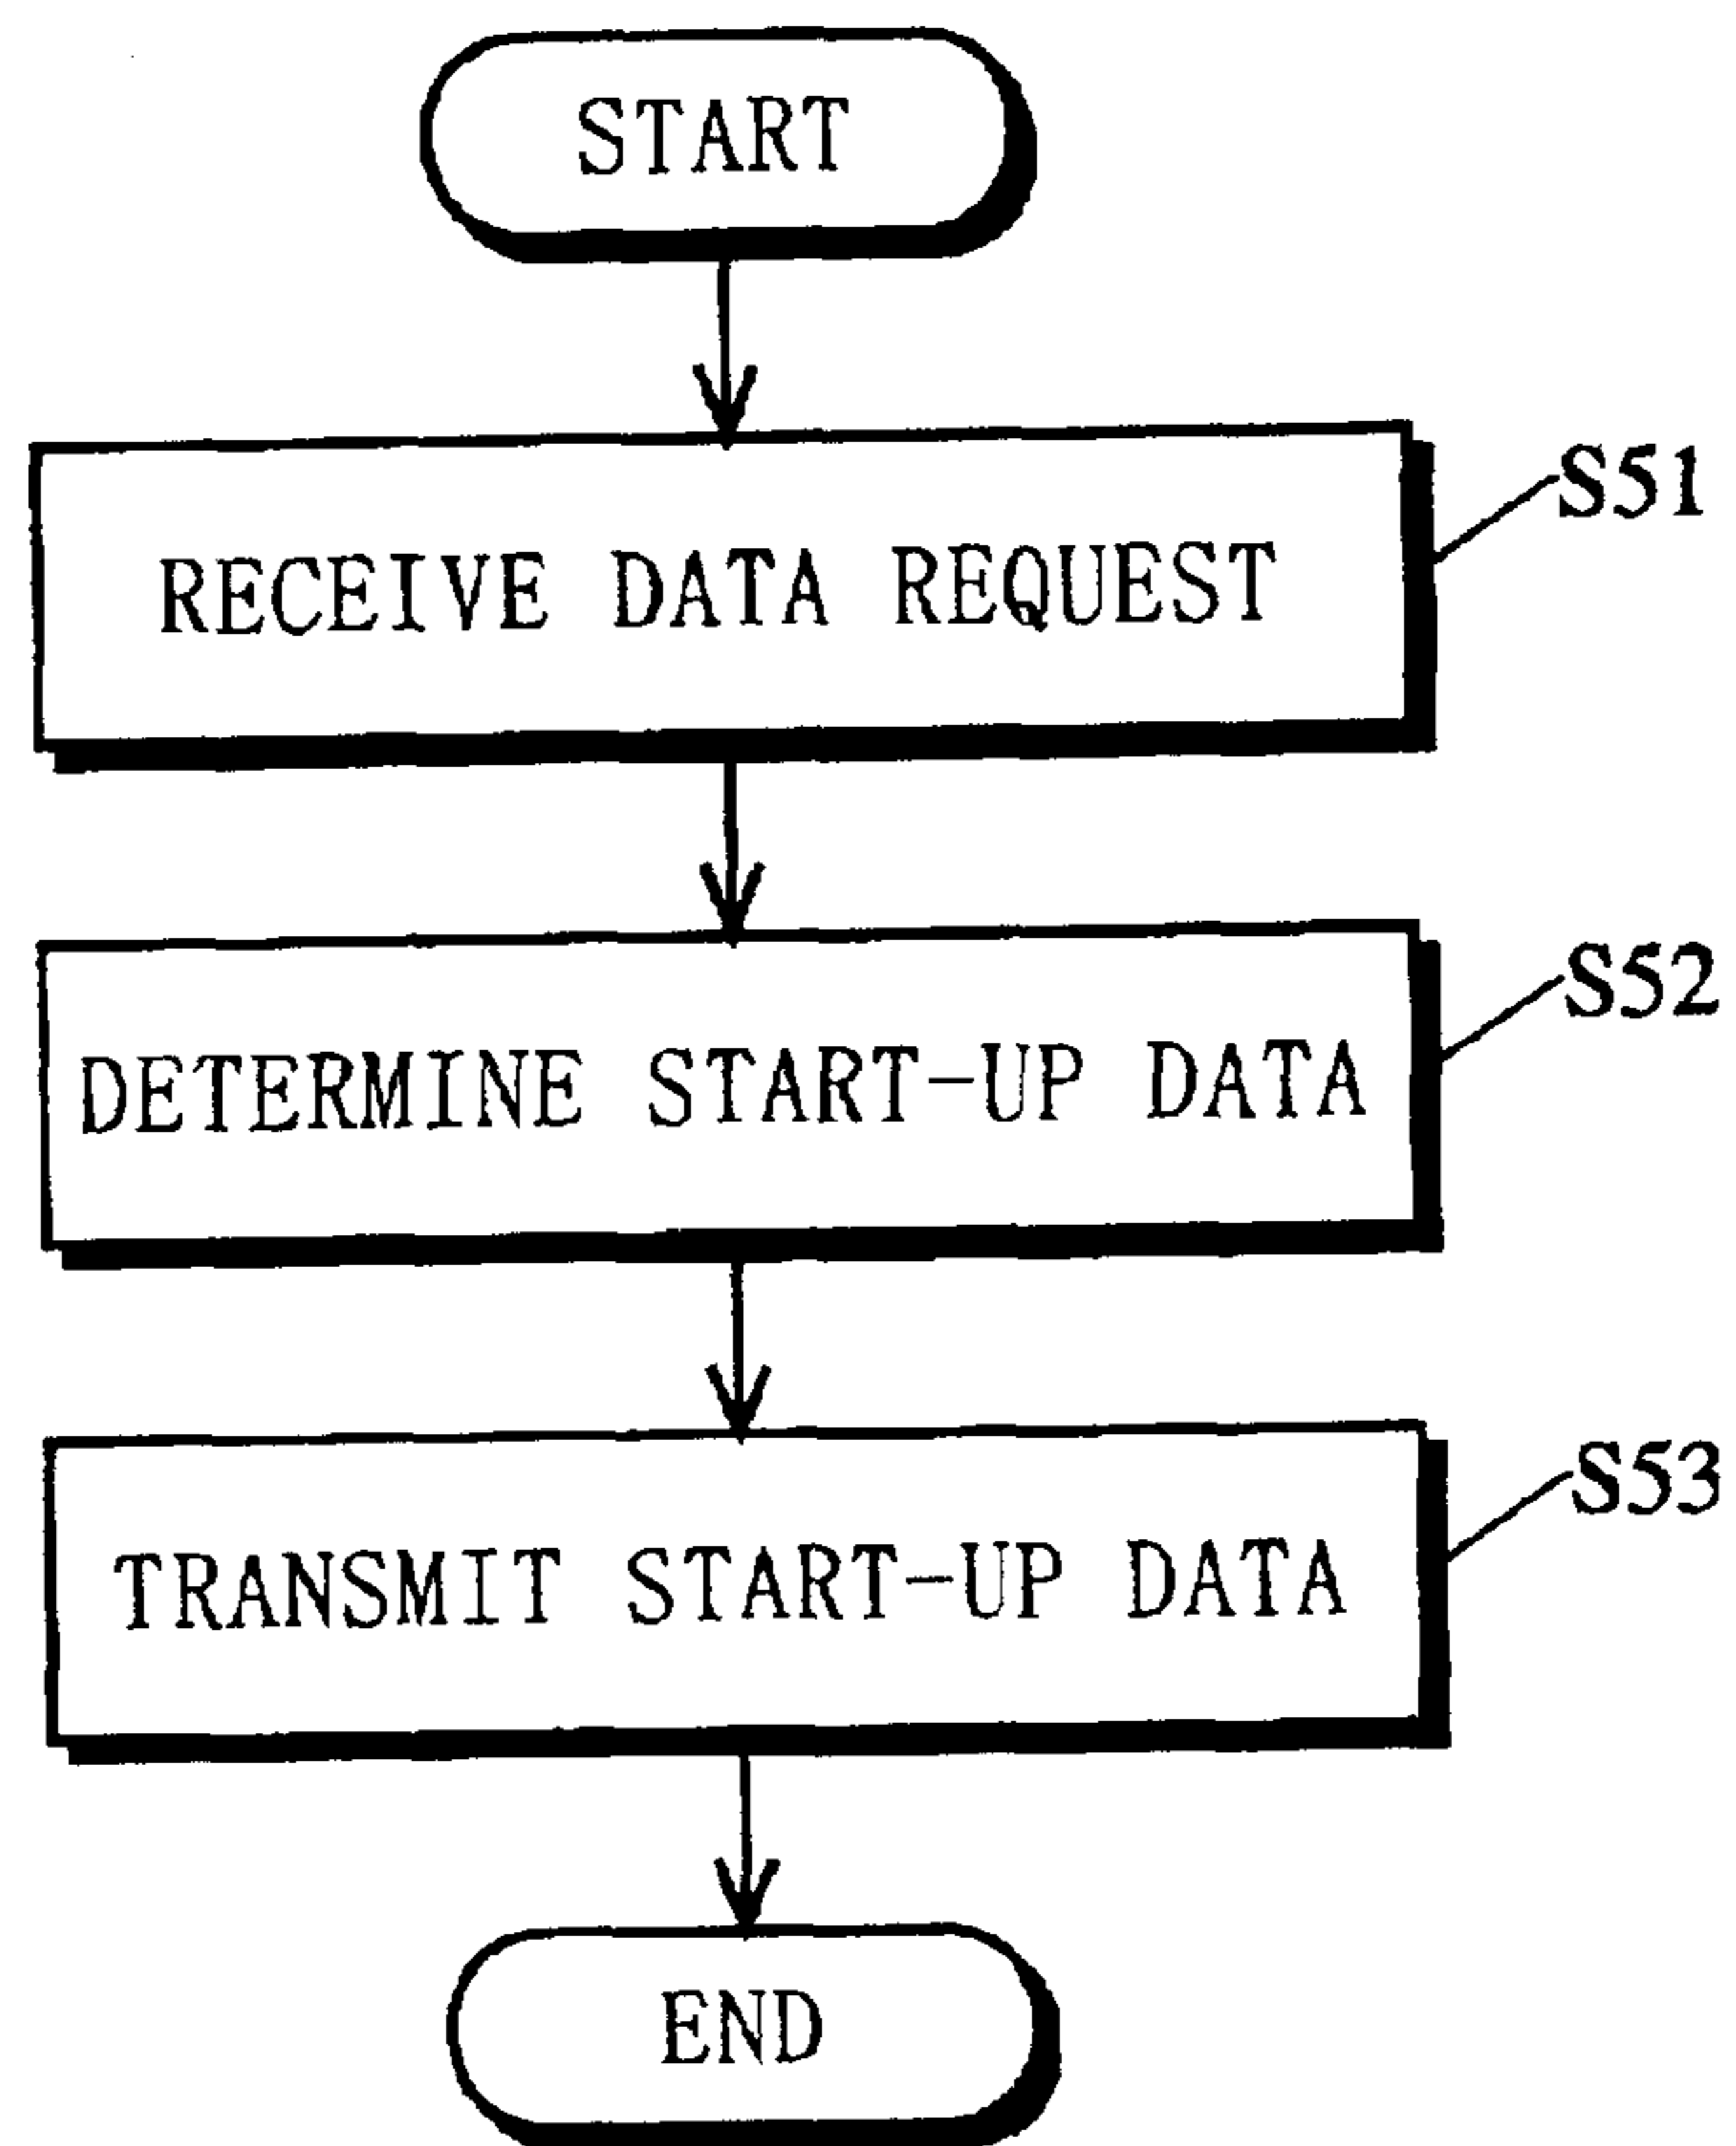 START
RECEIVE DATA REQUEST
S51
DETERMINE START-UP DATA
S52
TRANSMIT START-UP DATA
S53
END